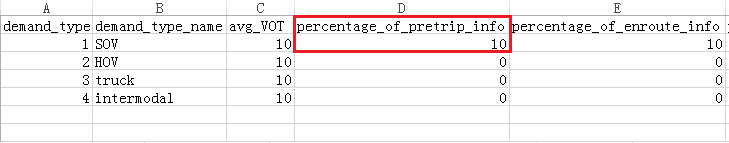 A B C D E
demand_type demand_type_name avg_VOT percentage_of_pretrip_info percentage_of_enroute_info
1 SOV 10 10 10
2 HOV 10 0 0
3 truck 10 0 0
4 intermodal 10 0 0